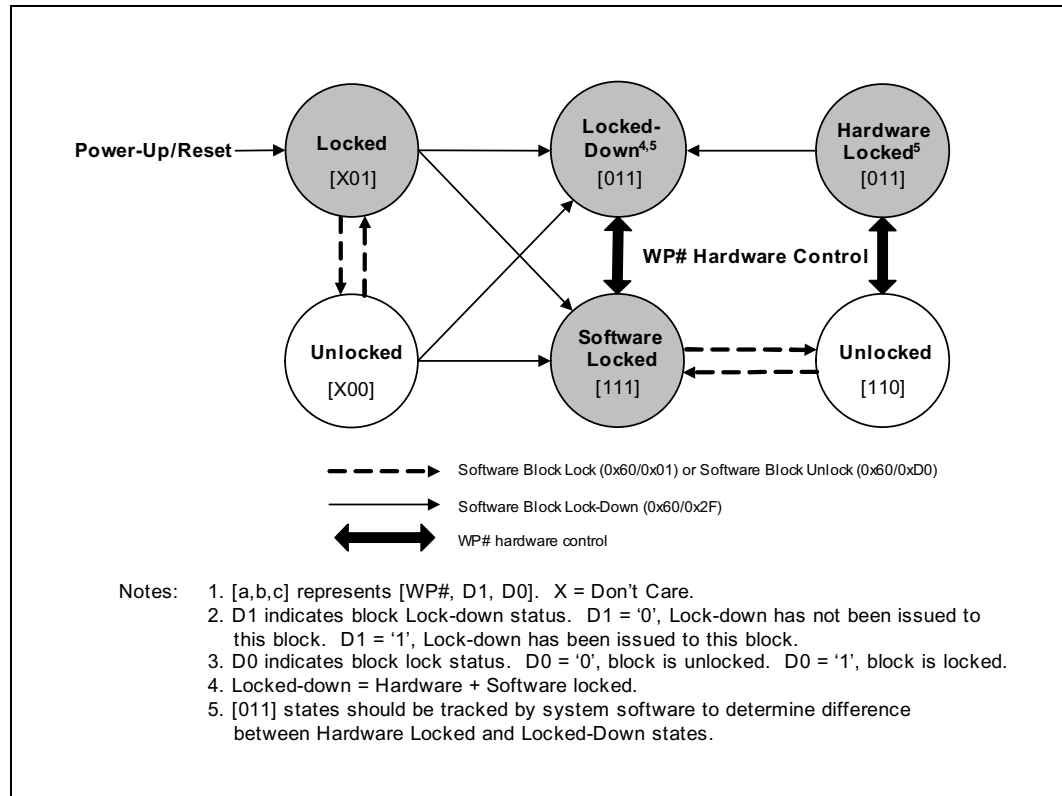 Power-Up/Reset
Locked
[X01]
Locked-
Down4,5
[011]
Hardware
Locked5
[011]
WP# Hardware Control
Unlocked
[X00]
Software
Locked
[111]
Unlocked
[110]
Software Block Lock (0x60/0x01) or Software Block Unlock (0x60/0xD0)
Software Block Lock-Down (0x60/0x2F)
WP# hardware control
Notes: 1. [a,b,c] represents [WP#, D1, D0]. X = Don't Care.
2. D1 indicates block Lock-down status. D1 = ‘0’, Lock-down has not been issued to
this block. D1 = ‘1’, Lock-down has been issued to this block.
3. D0 indicates block lock status. D0 = ‘0’, block is unlocked. D0 = ‘1’, block is locked.
4. Locked-down = Hardware + Software locked.
5. [011] states should be tracked by system software to determine difference
between Hardware Locked and Locked-Down states.